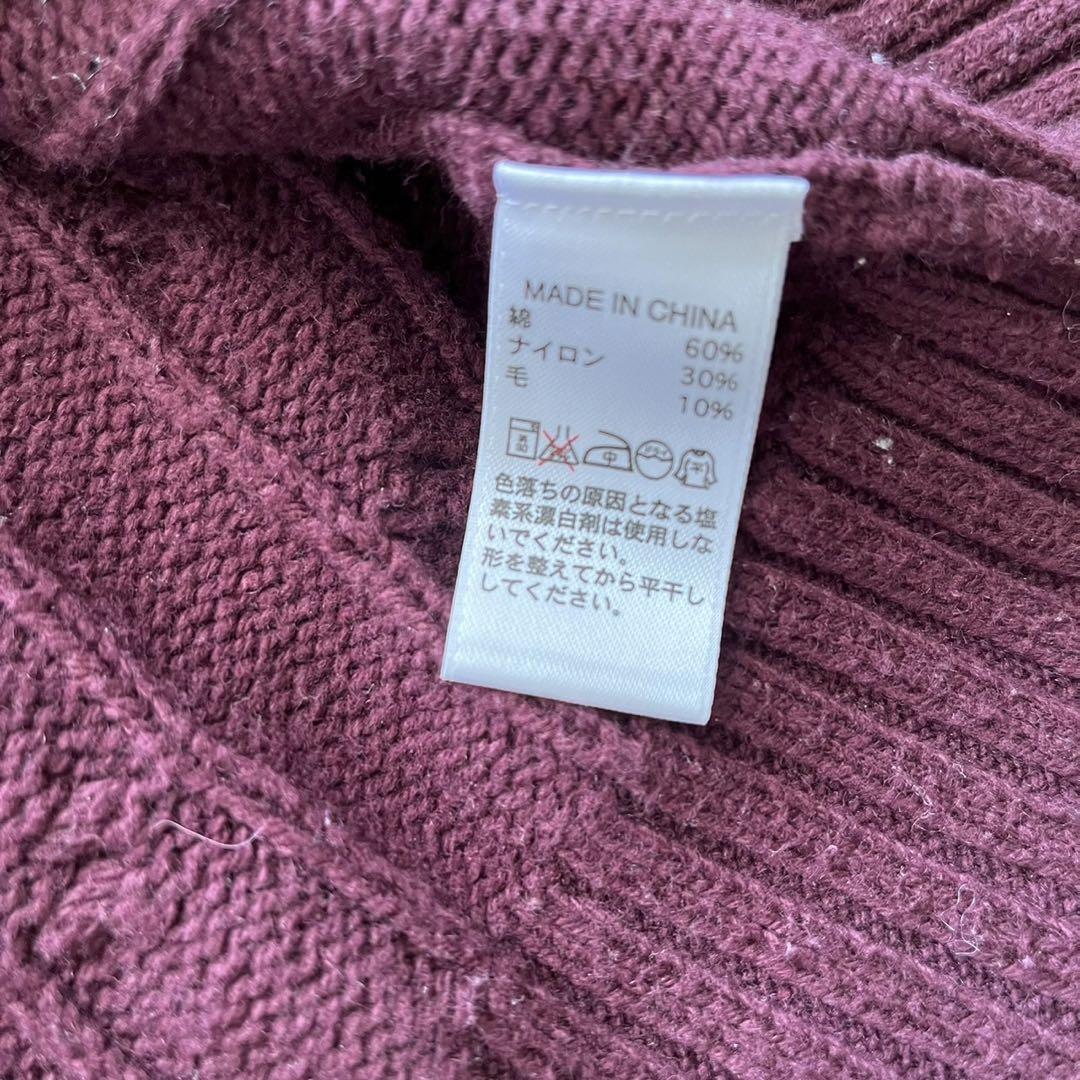 MADE IN CHINA
綿 60%
ナイロン 30%
毛 10%
中
平
色落ちの原因となる塩
素系漂白剤は使用しな
いでください。
形を整えてから平干し
してください。